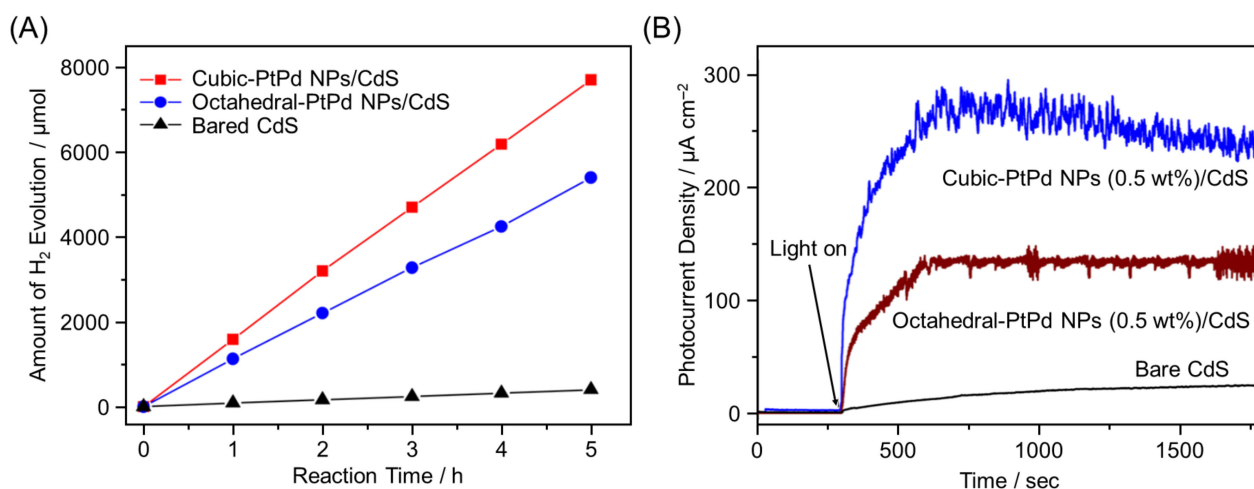 (A)
8000
6000
4000
2000
0
Amount of H₂ Evolution / μmol
Cubic-PtPd NPs/CdS
Octahedral-PtPd NPs/CdS
Bared CdS
0 1 2 3 4 5
Reaction Time / h
(B)
300
200
100
0
Photocurrent Density / μA cm⁻²
Cubic-PtPd NPs (0.5 wt%)/CdS
Light on
Octahedral-PtPd NPs (0.5 wt%)/CdS
Bare CdS
0 500 1000 1500
Time / sec